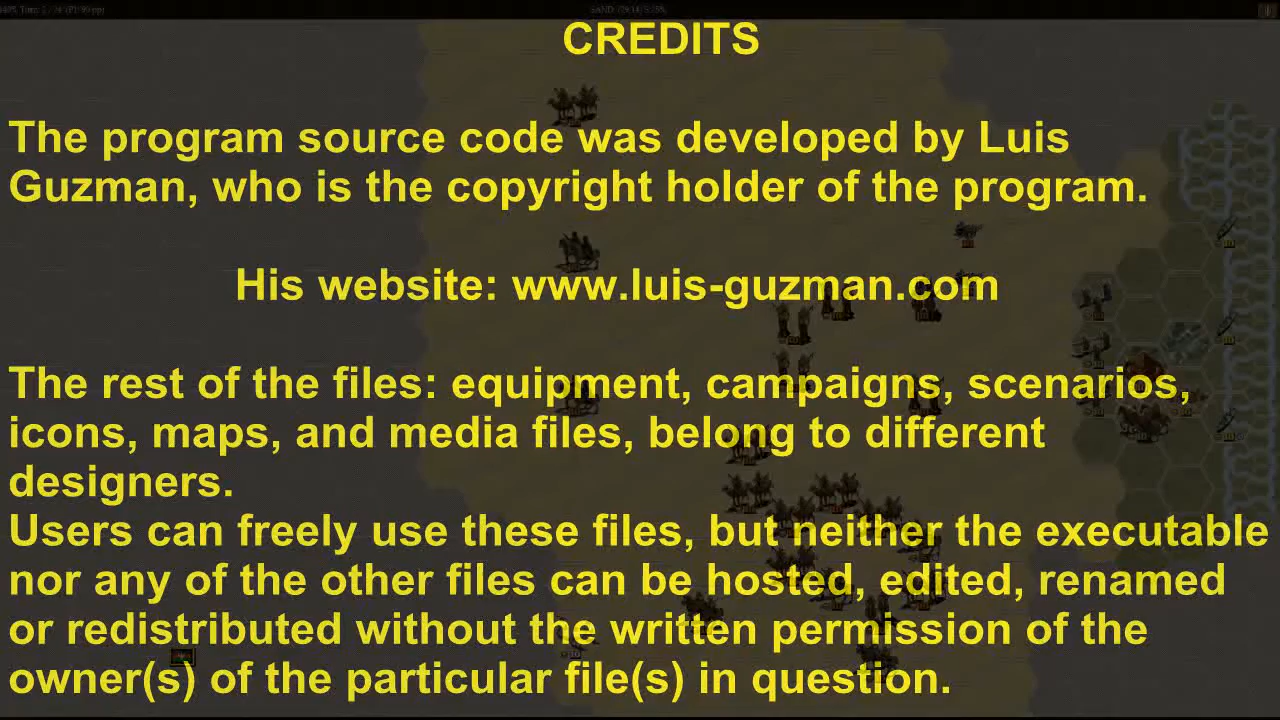 CREDITS
The program source code was developed by Luis
Guzman, who is the copyright holder of the program.
His website: www.luis-guzman.com
The rest of the files: equipment, campaigns, scenarios,
icons, maps, and media files, belong to different
designers.
Users can freely use these files, but neither the executable
nor any of the other files can be hosted, edited, renamed
or redistributed without the written permission of the
owner(s) of the particular file(s) in question.